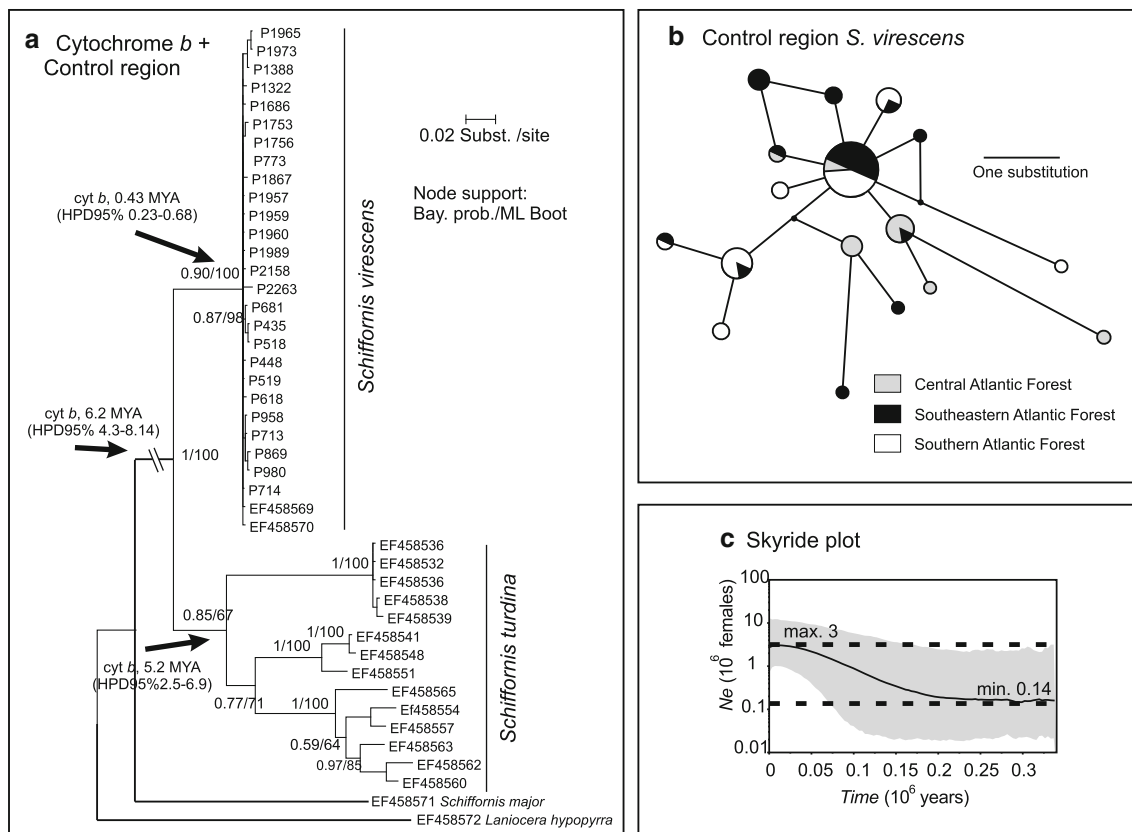 a Cytochrome b +
Control region
P1965
P1973
P1388
P1322
P1686
P1753
P1756
P773
P1867
P1957
P1959
P1960
P1989
P2158
P2263
P681
P435
P518
P448
P519
P618
P958
P713
P869
P980
P714
EF458569
EF458570
Schiffornis virescens
0.02 Subst. /site
Node support:
Bay. prob./ML Boot
cyt b, 0.43 MYA
(HPD95% 0.23-0.68)
0.90/100
0.87/98
cyt b, 6.2 MYA
(HPD95% 4.3-8.14)
1/100
EF458536
EF458532
EF458536
EF458538
EF458539
EF458541
EF458548
EF458551
EF458565
Ef458554
EF458557
EF458563
EF458562
EF458560
Schiffornis turdina
1/100
0.85/67
1/100
1/100
cyt b, 5.2 MYA
(HPD95%2.5-6.9)
0.77/71
1/100
0.59/64
0.97/85
EF458571 Schiffornis major
EF458572 Laniocera hypopyrra
b Control region S. virescens
One substitution
Central Atlantic Forest
Southeastern Atlantic Forest
Southern Atlantic Forest
c Skyride plot
Ne (10⁶ females)
100
10
1
0.1
0.01
max. 3
min. 0.14
0 0.05 0.1 0.15 0.2 0.25 0.3
Time (10⁶ years)